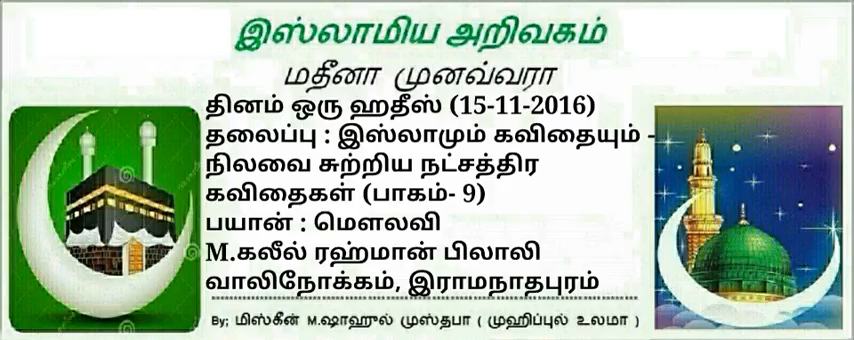 இஸ்லாமிய அறிவகம்
மதீனா முனவ்வரா
தினம் ஒரு ஹதீஸ் (15-11-2016)
தலைப்பு : இஸ்லாமும் கவிதையும் -
நிலவை சுற்றிய நட்சத்திர
கவிதைகள் (பாகம்- 9)
பயான் : மௌலவி
M.கலீல் ரஹ்மான் பிலாலி
வாலிநோக்கம், இராமநாதபுரம்
By; மிஸ்கீன் M.ஷாஹுல் முஸ்தபா ( முஹிப்புல் உலமா )